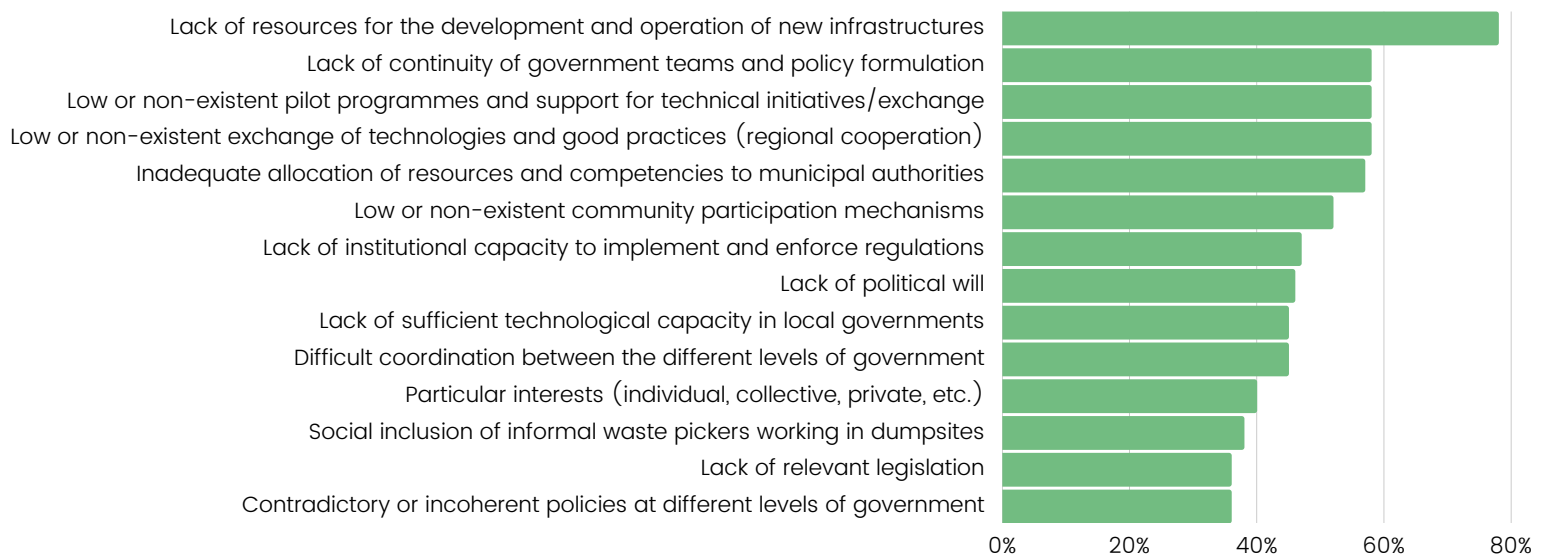 Lack of resources for the development and operation of new infrastructures
Lack of continuity of government teams and policy formulation
Low or non-existent pilot programmes and support for technical initiatives/exchange
Low or non-existent exchange of technologies and good practices (regional cooperation)
Inadequate allocation of resources and competencies to municipal authorities
Low or non-existent community participation mechanisms
Lack of institutional capacity to implement and enforce regulations
Lack of political will
Lack of sufficient technological capacity in local governments
Difficult coordination between the different levels of government
Particular interests (individual, collective, private, etc.)
Social inclusion of informal waste pickers working in dumpsites
Lack of relevant legislation
Contradictory or incoherent policies at different levels of government
0% 20% 40% 60% 80%